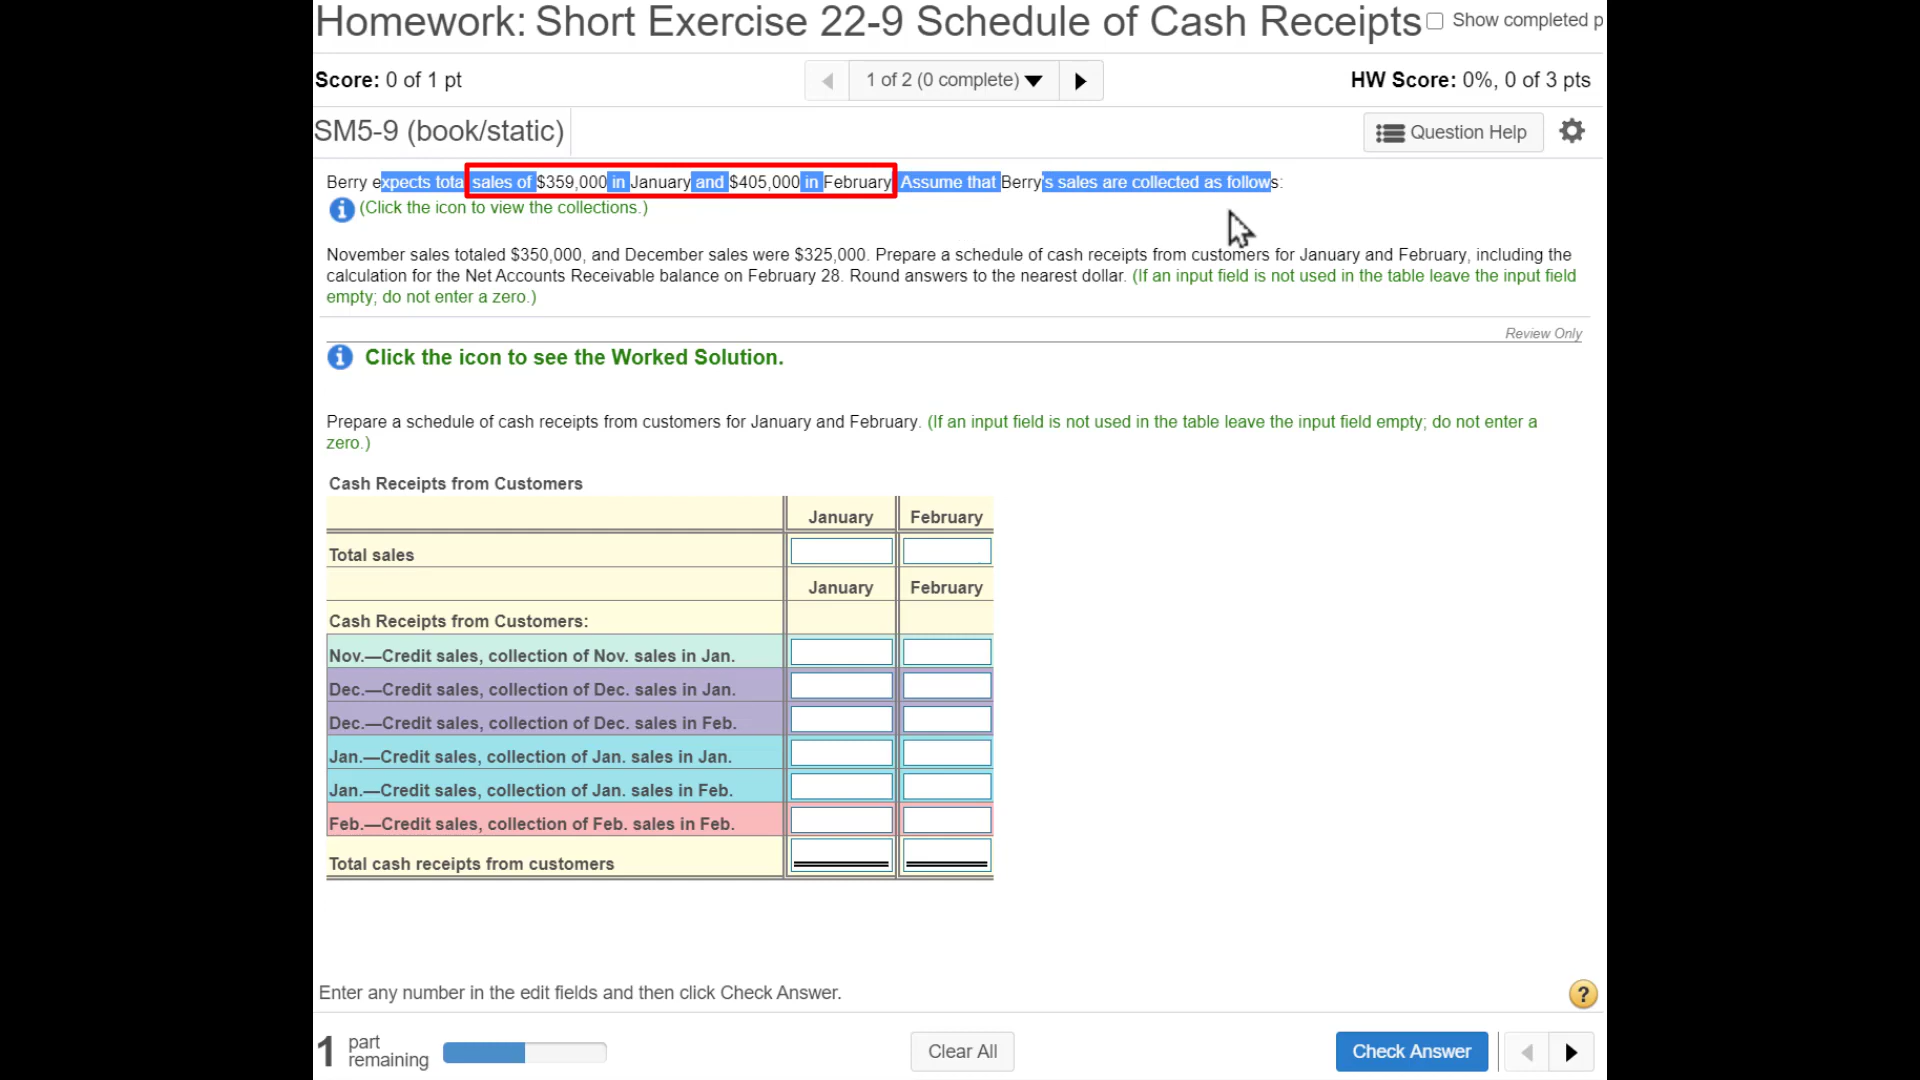 Homework: Short Exercise 22-9 Schedule of Cash Receipts
Show completed p
Score: 0 of 1 pt
1 of 2 (0 complete)
HW Score: 0%, 0 of 3 pts
SM5-9 (book/static)
Question Help
Berry expects total sales of $359,000 in January and $405,000 in February. Assume that Berry's sales are collected as follows:
(Click the icon to view the collections.)
November sales totaled $350,000, and December sales were $325,000. Prepare a schedule of cash receipts from customers for January and February, including the
calculation for the Net Accounts Receivable balance on February 28. Round answers to the nearest dollar. (If an input field is not used in the table leave the input field
empty; do not enter a zero.)
Review Only
Click the icon to see the Worked Solution.
Prepare a schedule of cash receipts from customers for January and February. (If an input field is not used in the table leave the input field empty; do not enter a
zero.)
Cash Receipts from Customers
January February
Total sales
January February
Cash Receipts from Customers:
Nov.—Credit sales, collection of Nov. sales in Jan.
Dec.—Credit sales, collection of Dec. sales in Jan.
Dec.—Credit sales, collection of Dec. sales in Feb.
Jan.—Credit sales, collection of Jan. sales in Jan.
Jan.—Credit sales, collection of Jan. sales in Feb.
Feb.—Credit sales, collection of Feb. sales in Feb.
Total cash receipts from customers
Enter any number in the edit fields and then click Check Answer.
?
1 part
remaining
Clear All
Check Answer